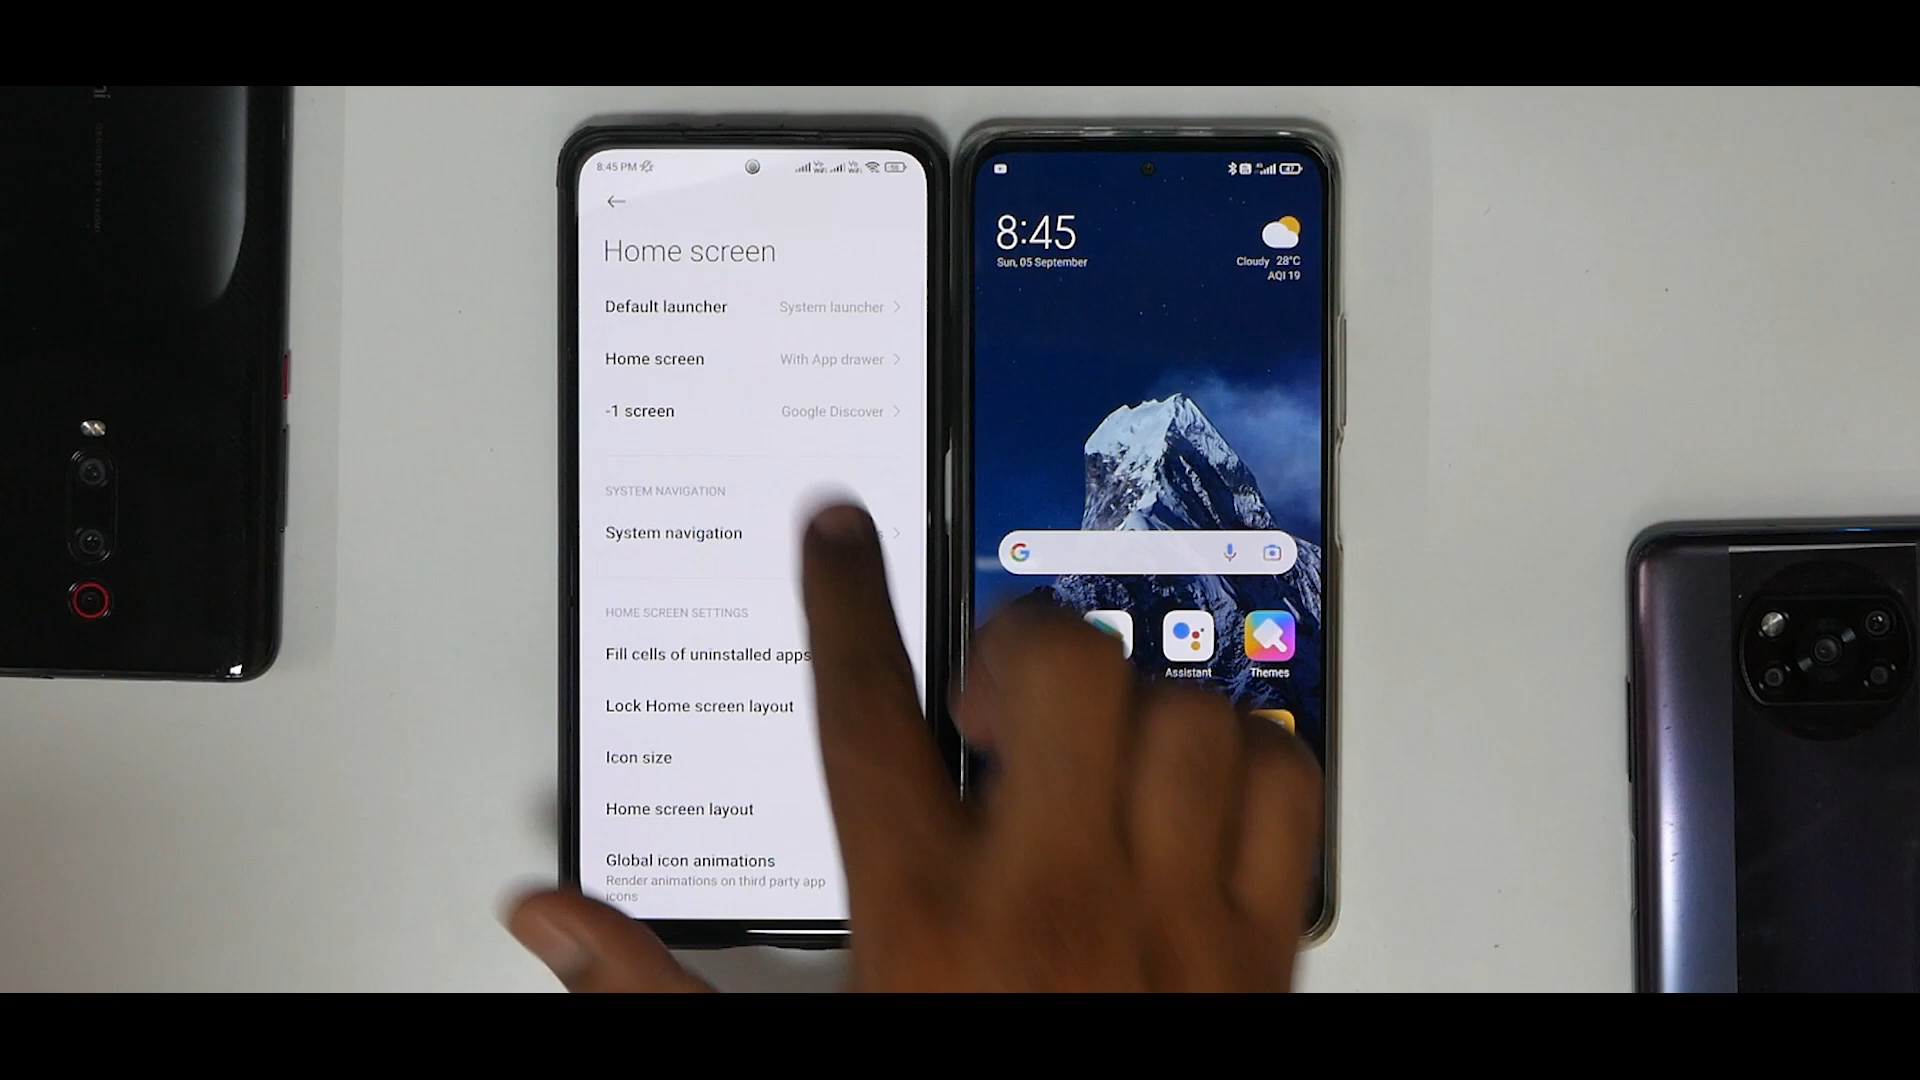 8:45 PM
Home screen
Default launcher
System launcher
Home screen
With App drawer
-1 screen
Google Discover
SYSTEM NAVIGATION
System navigation
HOME SCREEN SETTINGS
Fill cells of uninstalled apps
Lock Home screen layout
Icon size
Home screen layout
Global icon animations
Render animations on third party app
icons
8:45
Sun, 05 September
Cloudy 28°C
AQI 19
Assistant
Themes